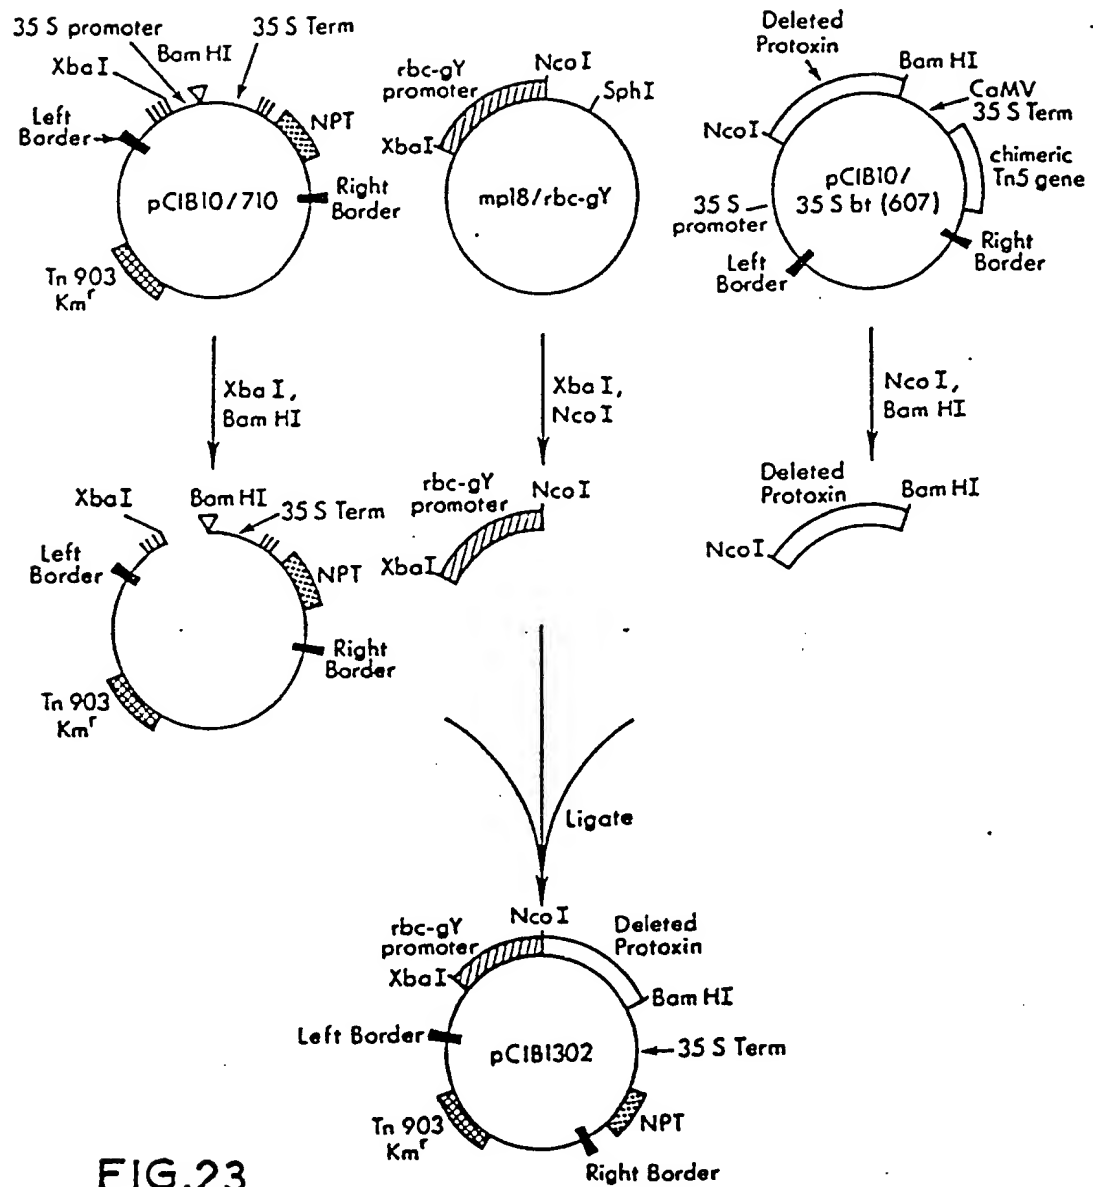 35 S promoter
Bam HI
35 S Term
Xba I
Left
Border
NPT
pCIB10/710
Right
Border
Tn 903
Kmʳ
rbc-gY
promoter
Nco I
Sph I
Xba I
mp18/rbc-gY
Deleted
Protoxin
Bam HI
CaMV
35 S Term
Nco I
chimeric
Tn5 gene
pCIB10/
35 S bt (607)
35 S
promoter
Left
Border
Right
Border
Xba I,
Bam HI
Xba I,
Nco I
Nco I,
Bam HI
Xba I
Bam HI
35 S Term
Left
Border
NPT
Right
Border
Tn 903
Kmʳ
rbc-gY
promoter
Nco I
Xba I
Deleted
Protoxin
Bam HI
Nco I
Ligate
Nco I
rbc-gY
promoter
Deleted
Protoxin
Xba I
Bam HI
Left Border
pCIB1302
35 S Term
Tn 903
Kmʳ
NPT
Right Border
FIG.23